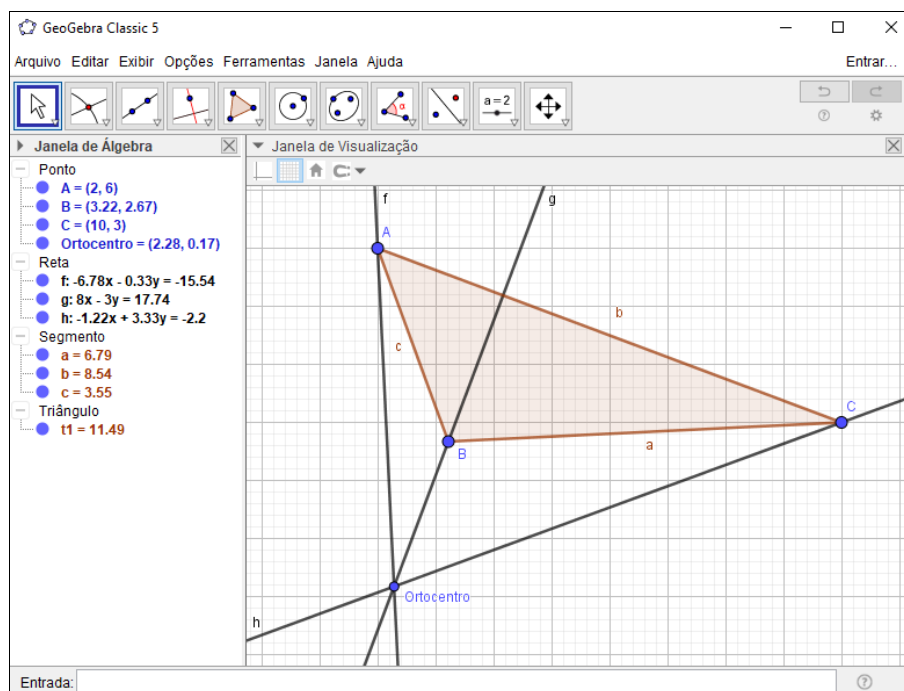 GeoGebra Classic 5
Arquivo Editar Exibir Opções Ferramentas Janela Ajuda
Entrar...
α
a=2
Janela de Álgebra
Ponto
A = (2, 6)
B = (3.22, 2.67)
C = (10, 3)
Ortocentro = (2.28, 0.17)
Reta
f: -6.78x - 0.33y = -15.54
g: 8x - 3y = 17.74
h: -1.22x + 3.33y = -2.2
Segmento
a = 6.79
b = 8.54
c = 3.55
Triângulo
t1 = 11.49
Janela de Visualização
f
g
A
b
c
C
B
a
Ortocentro
h
Entrada: